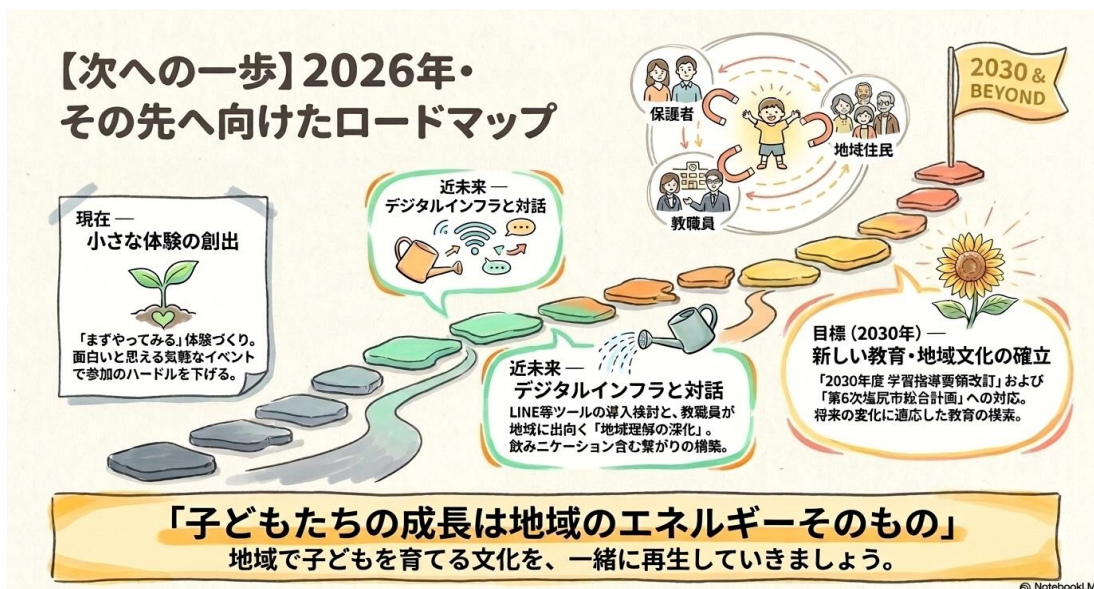 【次への一歩】2026年・
その先へ向けたロードマップ
保護者
地域住民
教職員
2030 &
BEYOND
現在 ―
小さな体験の創出
「まずやってみる」体験づくり。
面白いと思える気軽なイベント
で参加のハードルを下げる。
近未来 ―
デジタルインフラと対話
近未来 ―
デジタルインフラと対話
LINE等ツールの導入検討と、教職員が
地域に出向く「地域理解の深化」。
飲みニケーション含む繋がりの構築。
目標（2030年）―
新しい教育・地域文化の確立
「2030年度 学習指導要領改訂」および
「第6次塩尻市総合計画」への対応。
将来の変化に適応した教育の模索。
「子どもたちの成長は地域のエネルギーそのもの」
地域で子どもを育てる文化を、一緒に再生していきましょう。
NotebookLM